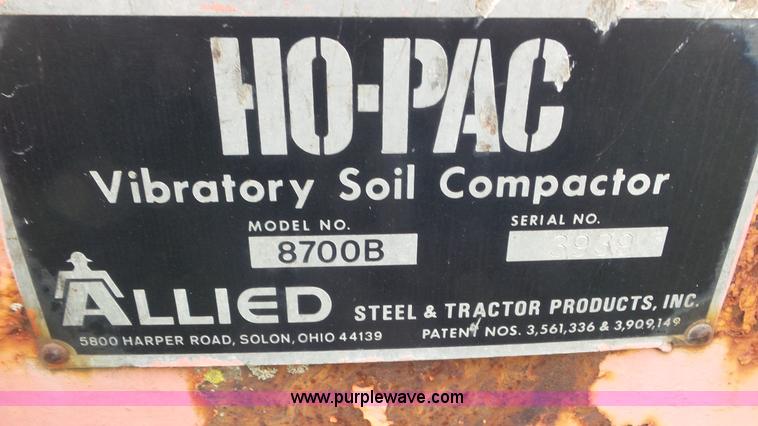 HO-PAC
Vibratory Soil Compactor
MODEL NO. SERIAL NO.
8700B 3939
ALLIED STEEL & TRACTOR PRODUCTS, INC.
5800 HARPER ROAD, SOLON, OHIO 44139 PATENT NOS. 3,561,336 & 3,909,149
www.purplewave.com